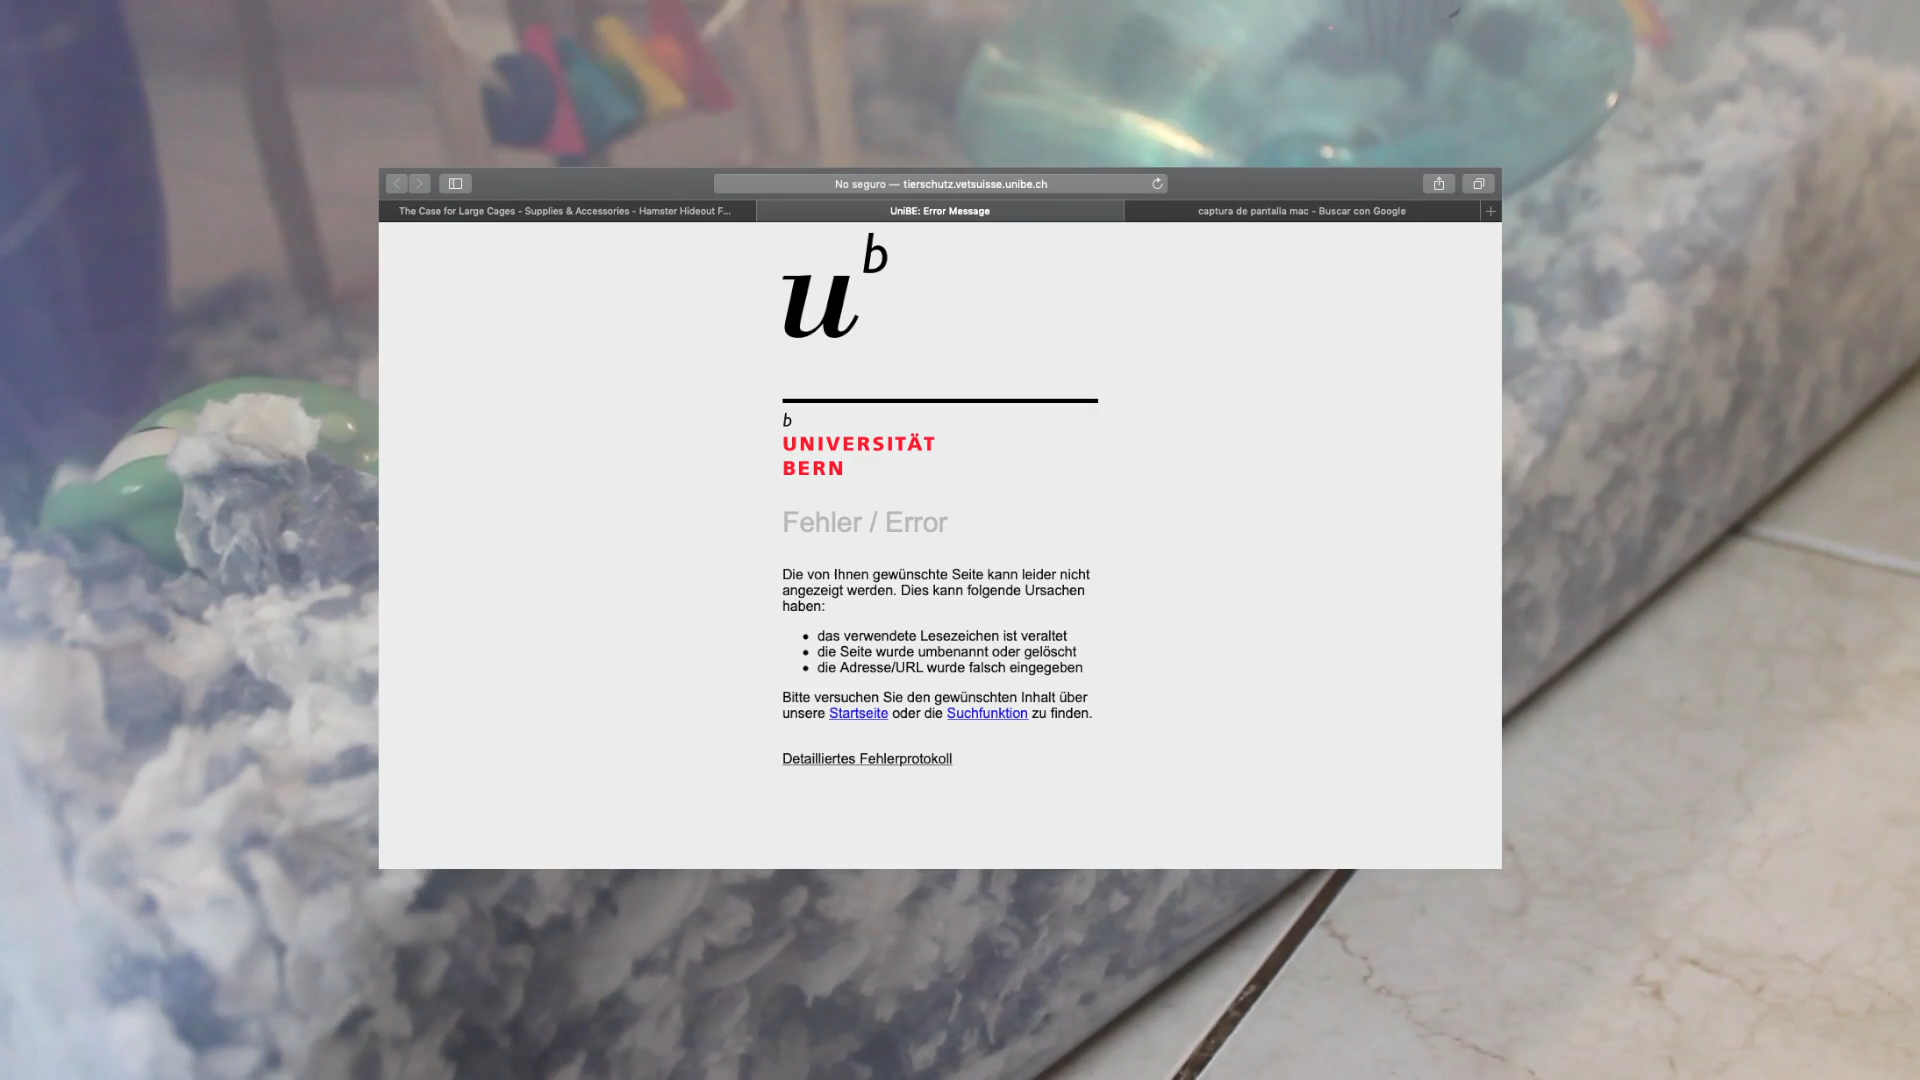 No seguro — tierschutz.vetsuisse.unibe.ch
The Case for Large Cages - Supplies & Accessories - Hamster Hideout F...
UniBE: Error Message
captura de pantalla mac - Buscar con Google
u b
b
UNIVERSITÄT
BERN
Fehler / Error
Die von Ihnen gewünschte Seite kann leider nicht
angezeigt werden. Dies kann folgende Ursachen
haben:
• das verwendete Lesezeichen ist veraltet
• die Seite wurde umbenannt oder gelöscht
• die Adresse/URL wurde falsch eingegeben
Bitte versuchen Sie den gewünschten Inhalt über
unsere Startseite oder die Suchfunktion zu finden.
Detailliertes Fehlerprotokoll